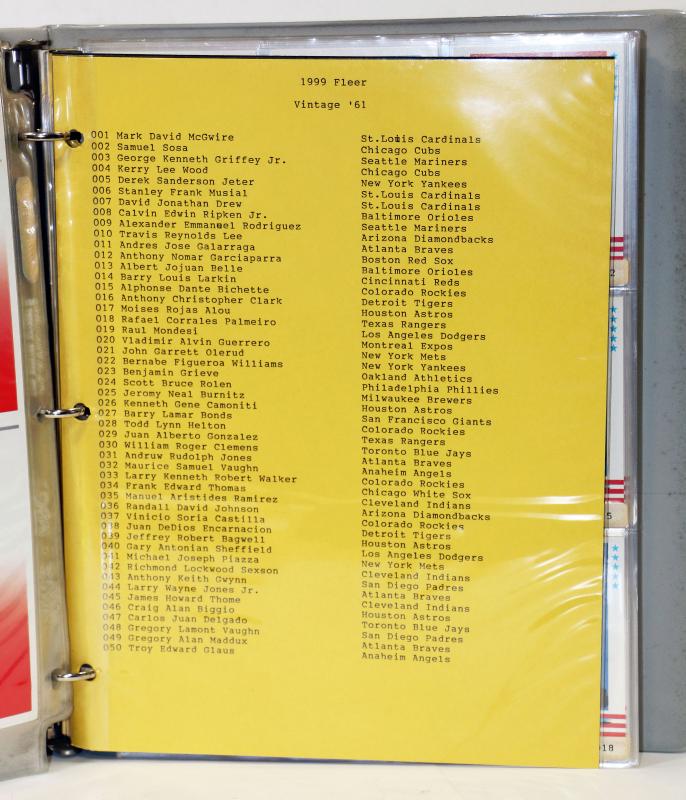 1999 Fleer
Vintage '61
001 Mark David McGwire St.Louis Cardinals
002 Samuel Sosa Chicago Cubs
003 George Kenneth Griffey Jr. Seattle Mariners
004 Kerry Lee Wood Chicago Cubs
005 Derek Sanderson Jeter New York Yankees
006 Stanley Frank Musial St.Louis Cardinals
007 David Jonathan Drew St.Louis Cardinals
008 Calvin Edwin Ripken Jr. Baltimore Orioles
009 Alexander Emmanuel Rodriguez Seattle Mariners
010 Travis Reynolds Lee Arizona Diamondbacks
011 Andres Jose Galarraga Atlanta Braves
012 Anthony Nomar Garciaparra Boston Red Sox
013 Albert Jojuan Belle Baltimore Orioles
014 Barry Louis Larkin Cincinnati Reds
015 Alphonse Dante Bichette Colorado Rockies
016 Anthony Christopher Clark Detroit Tigers
017 Moises Rojas Alou Houston Astros
018 Rafael Corrales Palmeiro Texas Rangers
019 Raul Mondesi Los Angeles Dodgers
020 Vladimir Alvin Guerrero Montreal Expos
021 John Garrett Olerud New York Mets
022 Bernabe Figueroa Williams New York Yankees
023 Benjamin Grieve Oakland Athletics
024 Scott Bruce Rolen Philadelphia Phillies
025 Jeromy Neal Burnitz Milwaukee Brewers
026 Kenneth Gene Camoniti Houston Astros
027 Barry Lamar Bonds San Francisco Giants
028 Todd Lynn Helton Colorado Rockies
029 Juan Alberto Gonzalez Texas Rangers
030 William Roger Clemens Toronto Blue Jays
031 Andruw Rudolph Jones Atlanta Braves
032 Maurice Samuel Vaughn Anaheim Angels
033 Larry Kenneth Robert Walker Colorado Rockies
034 Frank Edward Thomas Chicago White Sox
035 Manuel Aristides Ramirez Cleveland Indians
036 Randall David Johnson Arizona Diamondbacks
037 Vinicio Soria Castilla Colorado Rockies
038 Juan DeDios Encarnacion Detroit Tigers
039 Jeffrey Robert Bagwell Houston Astros
040 Gary Antonian Sheffield Los Angeles Dodgers
041 Michael Joseph Piazza New York Mets
042 Richmond Lockwood Sexson Cleveland Indians
043 Anthony Keith Gwynn San Diego Padres
044 Larry Wayne Jones Jr. Atlanta Braves
045 James Howard Thome Cleveland Indians
046 Craig Alan Biggio Houston Astros
047 Carlos Juan Delgado Toronto Blue Jays
048 Gregory Lamont Vaughn San Diego Padres
049 Gregory Alan Maddux Atlanta Braves
050 Troy Edward Glaus Anaheim Angels
2
5
18